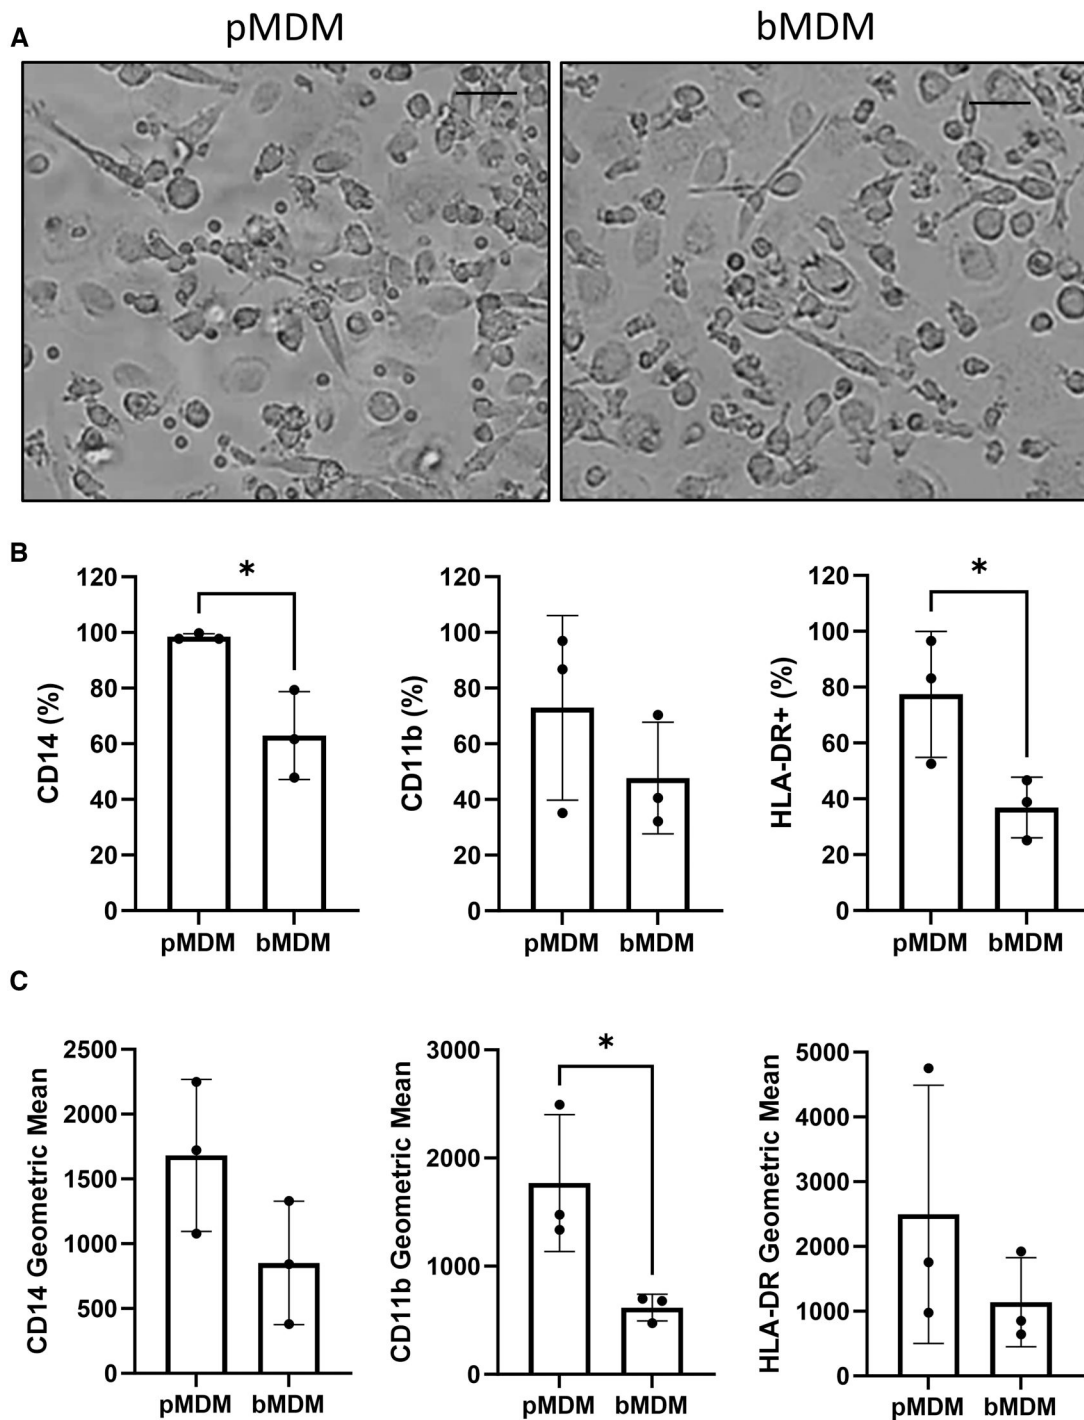 A
pMDM
bMDM
B
*
120
100
80
60
40
20
0
CD14 (%)
pMDM
bMDM
120
100
80
60
40
20
0
CD11b (%)
pMDM
bMDM
*
120
100
80
60
40
20
0
HLA-DR+ (%)
pMDM
bMDM
C
2500
2000
1500
1000
500
0
CD14 Geometric Mean
pMDM
bMDM
*
3000
2000
1000
0
CD11b Geometric Mean
pMDM
bMDM
5000
4000
3000
2000
1000
0
HLA-DR Geometric Mean
pMDM
bMDM